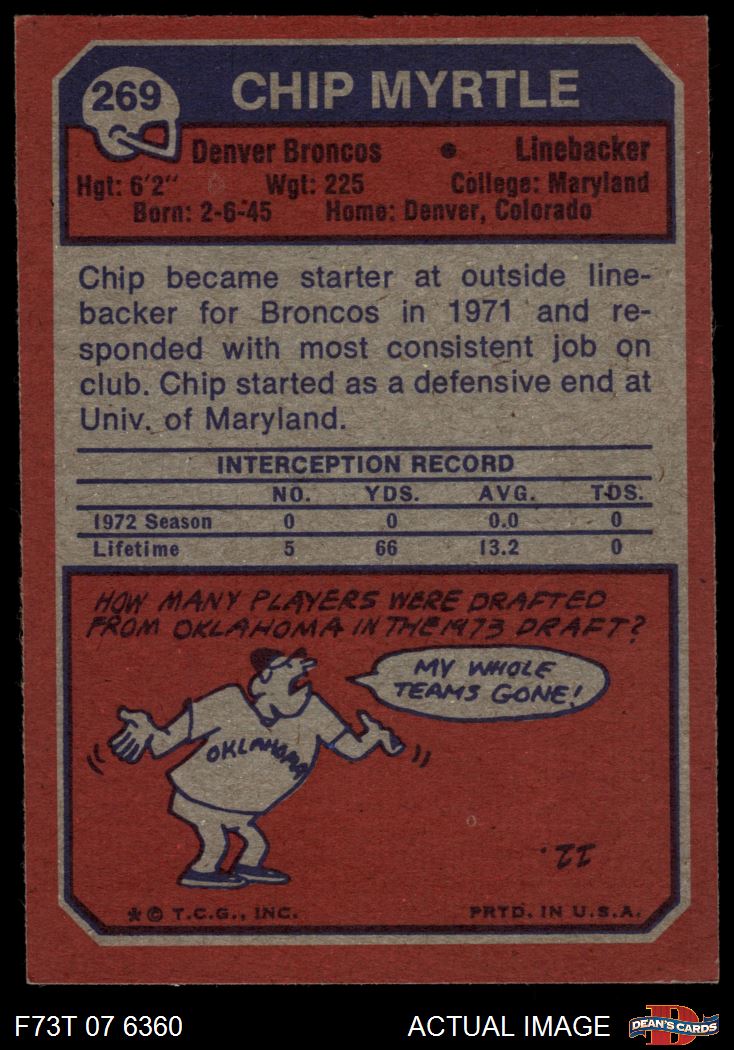 269
CHIP MYRTLE
Denver Broncos • Linebacker
Hgt: 6'2" Wgt: 225 College: Maryland
Born: 2-6-45 Home: Denver, Colorado
Chip became starter at outside line-
backer for Broncos in 1971 and re-
sponded with most consistent job on
club. Chip started as a defensive end at
Univ. of Maryland.
INTERCEPTION RECORD
NO. YDS. AVG. TDS.
1972 Season 0 0 0.0 0
Lifetime 5 66 13.2 0
HOW MANY PLAYERS WERE DRAFTED
FROM OKLAHOMA IN THE 1973 DRAFT?
MY WHOLE
TEAMS GONE!
OKLAHOMA
22.
* © T.C.G., INC. PRTD. IN U.S.A.
F73T 07 6360 ACTUAL IMAGE
D
DEAN'S CARDS